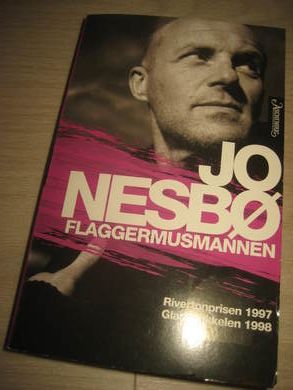 JO
NESBØ
FLAGGERMUSMANNEN
Rivertonprisen 1997
1998